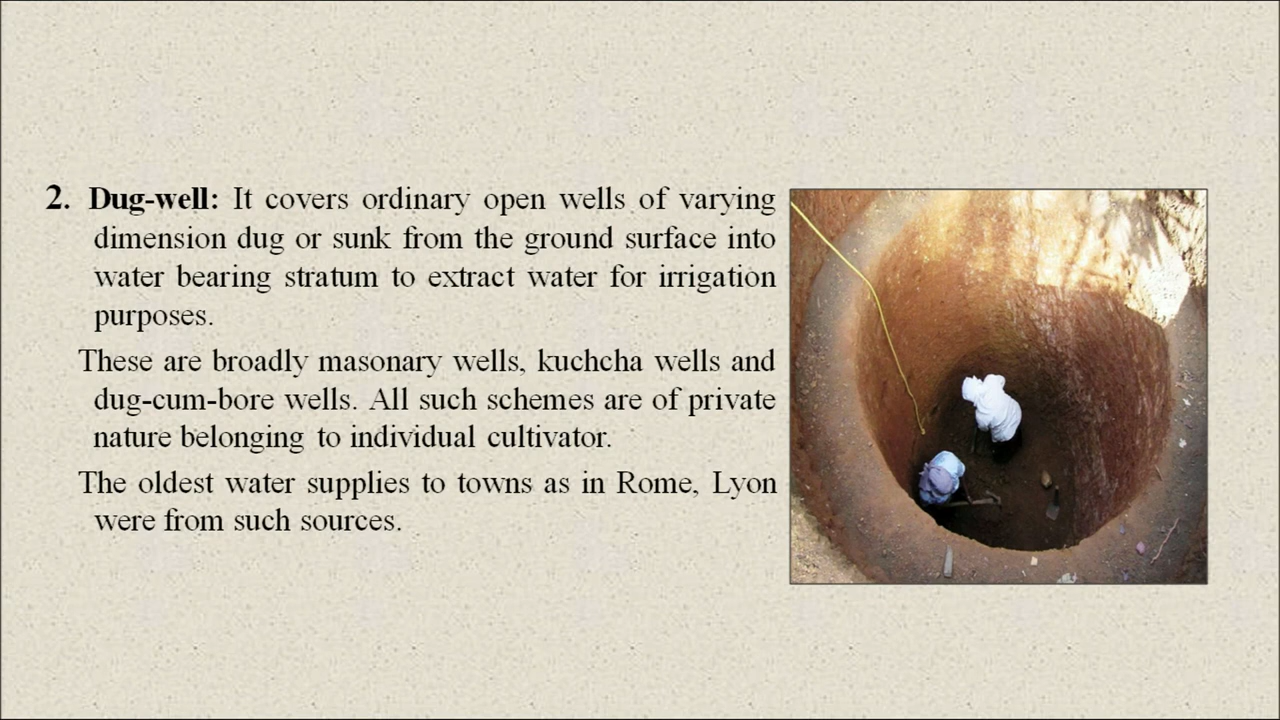 2. Dug-well: It covers ordinary open wells of varying
dimension dug or sunk from the ground surface into
water bearing stratum to extract water for irrigation
purposes.
These are broadly masonary wells, kuchcha wells and
dug-cum-bore wells. All such schemes are of private
nature belonging to individual cultivator.
The oldest water supplies to towns as in Rome, Lyon
were from such sources.